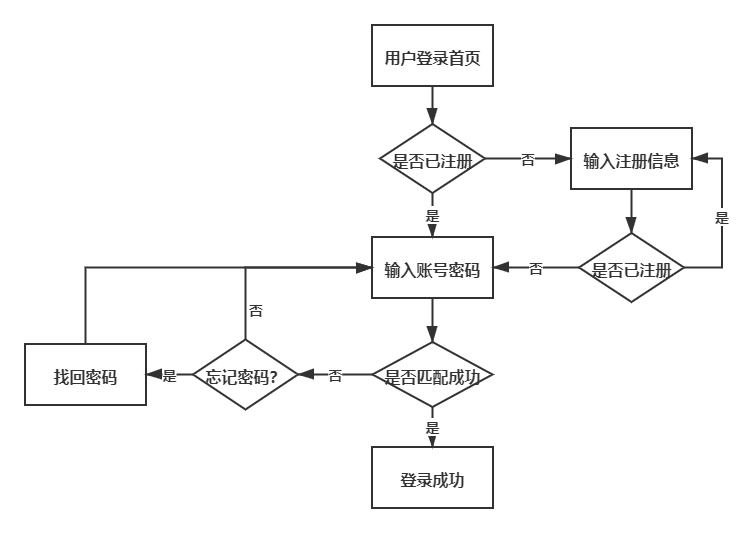 用户登录首页
是否已注册
否
输入注册信息
是
是
输入账号密码
否
是否已注册
否
找回密码
是
忘记密码？
否
是否匹配成功
是
登录成功